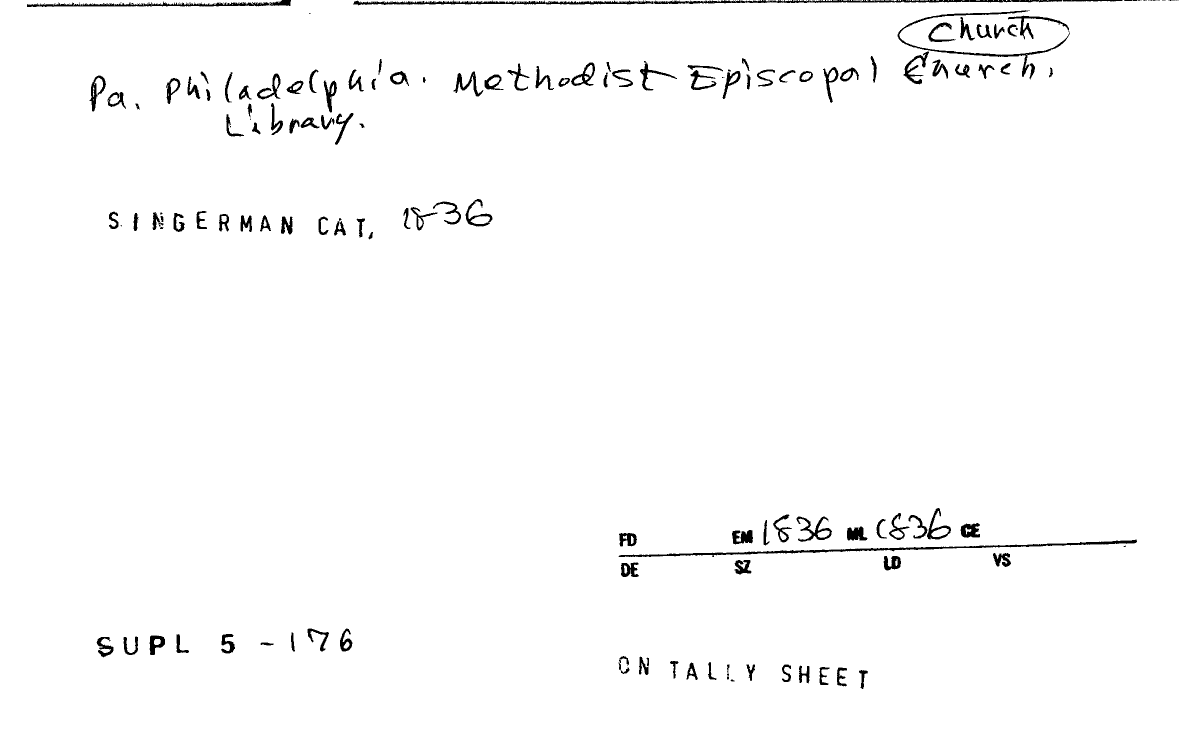 Church
Pa. Philadelphia. Methodist Episcopal Church.
Library.
SINGERMAN CAT. 1836
FD EM 1836 ML 1836 CE
DE SZ LD VS
SUPL 5 - 176
ON TALLY SHEET